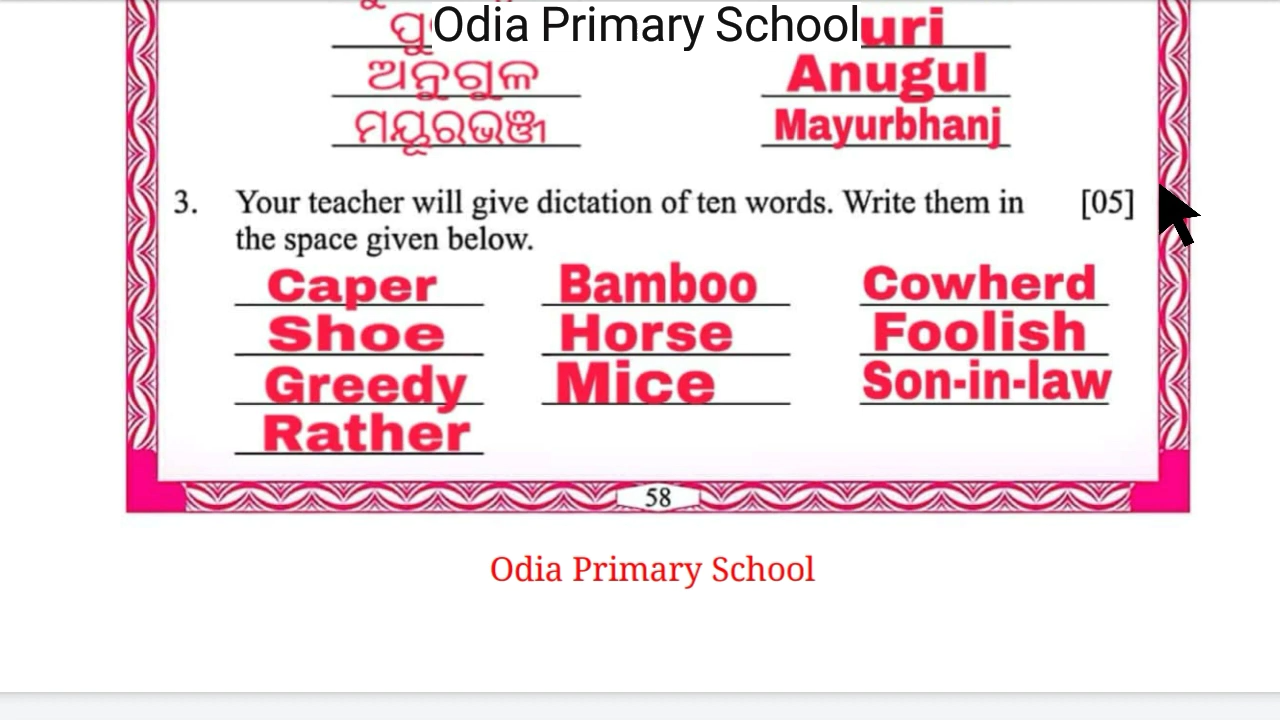 Odia Primary School
ପୁ uri
ଅନୁଗୁଳ Anugul
ମୟୂରଭଞ୍ଜ Mayurbhanj
3. Your teacher will give dictation of ten words. Write them in [05]
the space given below.
Caper Bamboo Cowherd
Shoe Horse Foolish
Greedy Mice Son-in-law
Rather
58
Odia Primary School